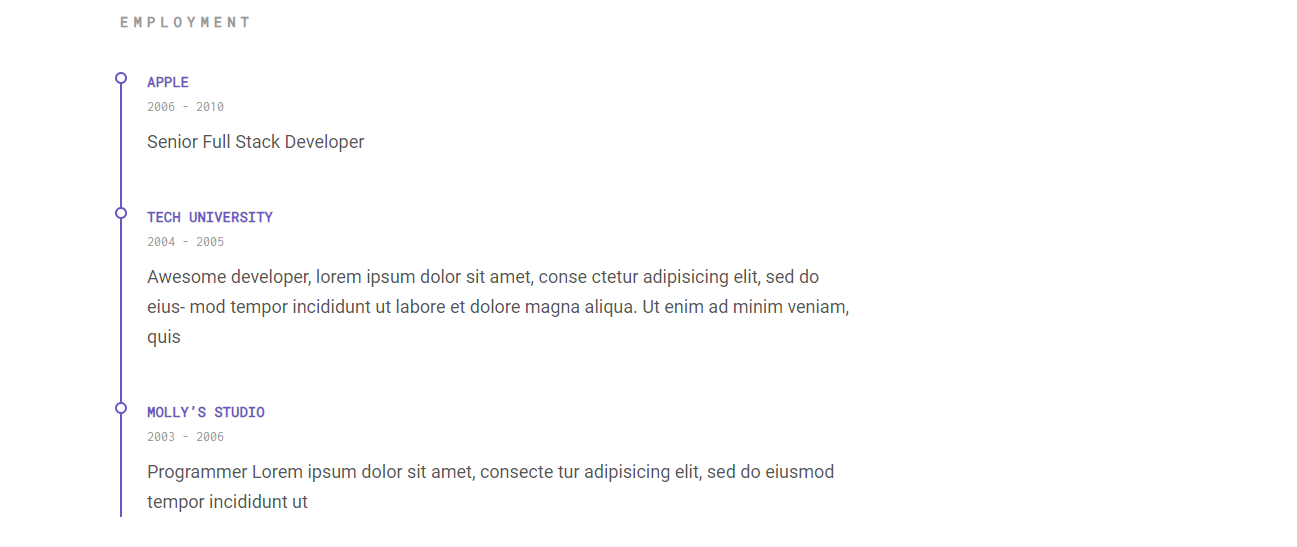 EMPLOYMENT
APPLE
2006 - 2010
Senior Full Stack Developer
TECH UNIVERSITY
2004 - 2005
Awesome developer, lorem ipsum dolor sit amet, conse ctetur adipisicing elit, sed do
eius- mod tempor incididunt ut labore et dolore magna aliqua. Ut enim ad minim veniam,
quis
MOLLY’S STUDIO
2003 - 2006
Programmer Lorem ipsum dolor sit amet, consecte tur adipisicing elit, sed do eiusmod
tempor incididunt ut